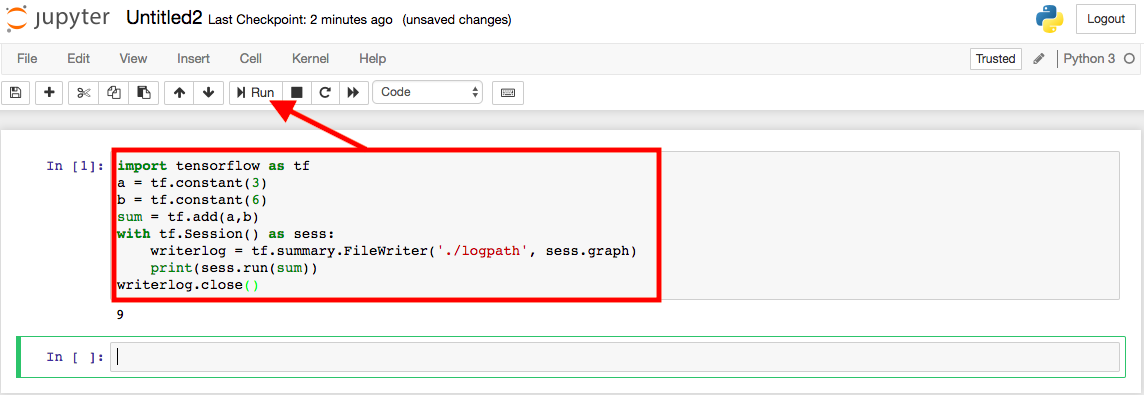 jupyter Untitled2 Last Checkpoint: 2 minutes ago (unsaved changes) Logout
File Edit View Insert Cell Kernel Help Trusted Python 3
Run Code
In [1]: import tensorflow as tf
a = tf.constant(3)
b = tf.constant(6)
sum = tf.add(a,b)
with tf.Session() as sess:
    writerlog = tf.summary.FileWriter('./logpath', sess.graph)
    print(sess.run(sum))
writerlog.close()
9
In [ ]: